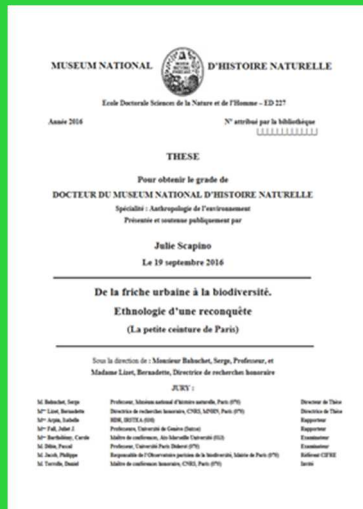 MUSEUM NATIONAL D'HISTOIRE NATURELLE
Ecole Doctorale Sciences de la Nature et de l'Homme – ED 227
Année 2016 N° attribué par la bibliothèque
THESE
Pour obtenir le grade de
DOCTEUR DU MUSEUM NATIONAL D'HISTOIRE NATURELLE
Spécialité : Anthropologie de l'environnement
Présentée et soutenue publiquement par
Julie Scapino
Le 19 septembre 2016
De la friche urbaine à la biodiversité.
Ethnologie d'une reconquête
(La petite ceinture de Paris)
Sous la direction de : Monsieur Bahuchet, Serge, Professeur, et
Madame Lizet, Bernadette, Directrice de recherches honoraire
JURY :
M. Bahuchet, Serge Professeur, Muséum national d'histoire naturelle, Paris (075) Directeur de Thèse
Mme Lizet, Bernadette Directrice de recherches honoraire, CNRS, MNHN, Paris (075) Directrice de Thèse
Mme Arpin, Isabelle HDR, IRSTEA (038) Rapporteur
Mme Fall, Juliet J. Professeure, Université de Genève (Suisse) Rapporteur
Mme Barthélémy, Carole Maître de conférences, Aix-Marseille Université (013) Examinateur
M. Dibie, Pascal Professeur, Université Paris Diderot (075) Examinateur
M. Jacob, Philippe Responsable de l'Observatoire parisien de la biodiversité, Mairie de Paris (075) Référent CIFRE
M. Terrolle, Daniel Maître de conférences honoraire, CNRS, Paris (075) Invité